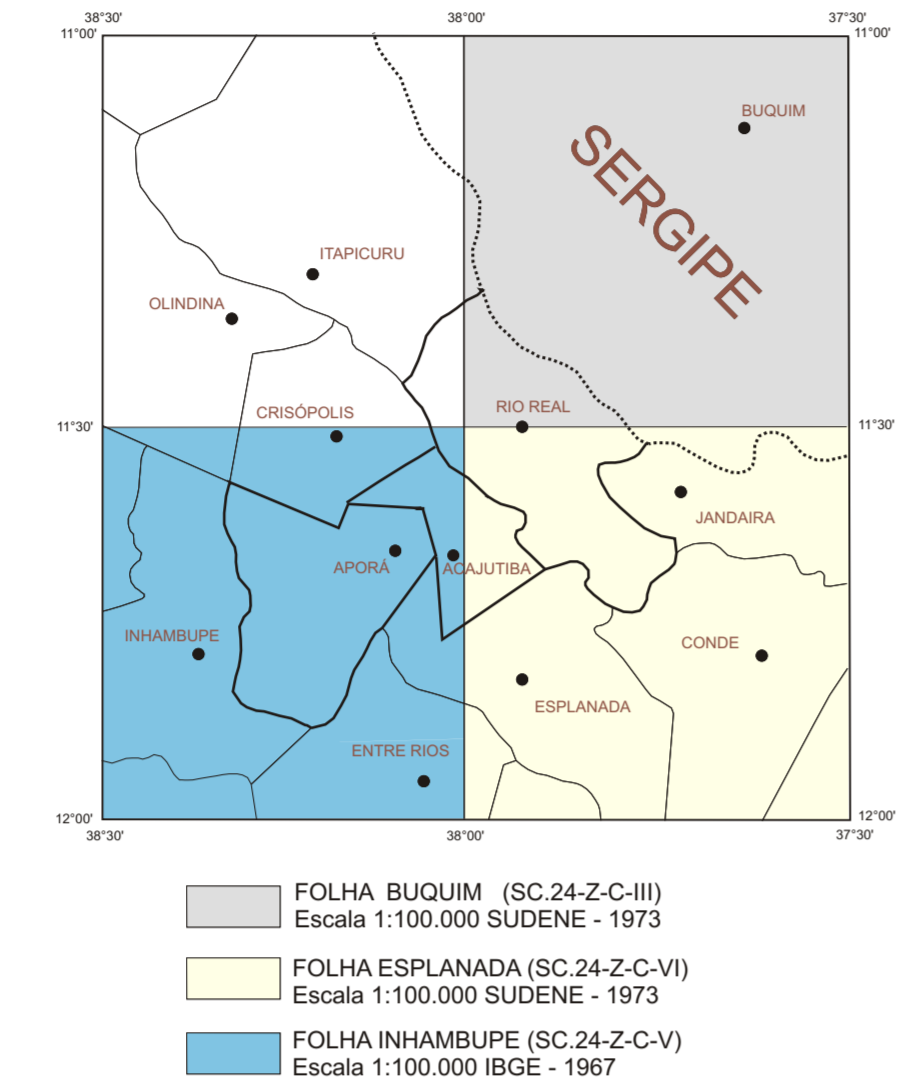 38°30'
38°00'
37°30'
11°00'
11°00'
BUQUIM
SERGIPE
ITAPICURU
OLINDINA
CRISÓPOLIS
RIO REAL
11°30'
11°30'
JANDAIRA
APORÁ
ACAJUTIBA
INHAMBUPE
CONDE
ESPLANADA
ENTRE RIOS
12°00'
12°00'
38°30'
38°00'
37°30'
FOLHA BUQUIM (SC.24-Z-C-III)
Escala 1:100.000 SUDENE - 1973
FOLHA ESPLANADA (SC.24-Z-C-VI)
Escala 1:100.000 SUDENE - 1973
FOLHA INHAMBUPE (SC.24-Z-C-V)
Escala 1:100.000 IBGE - 1967